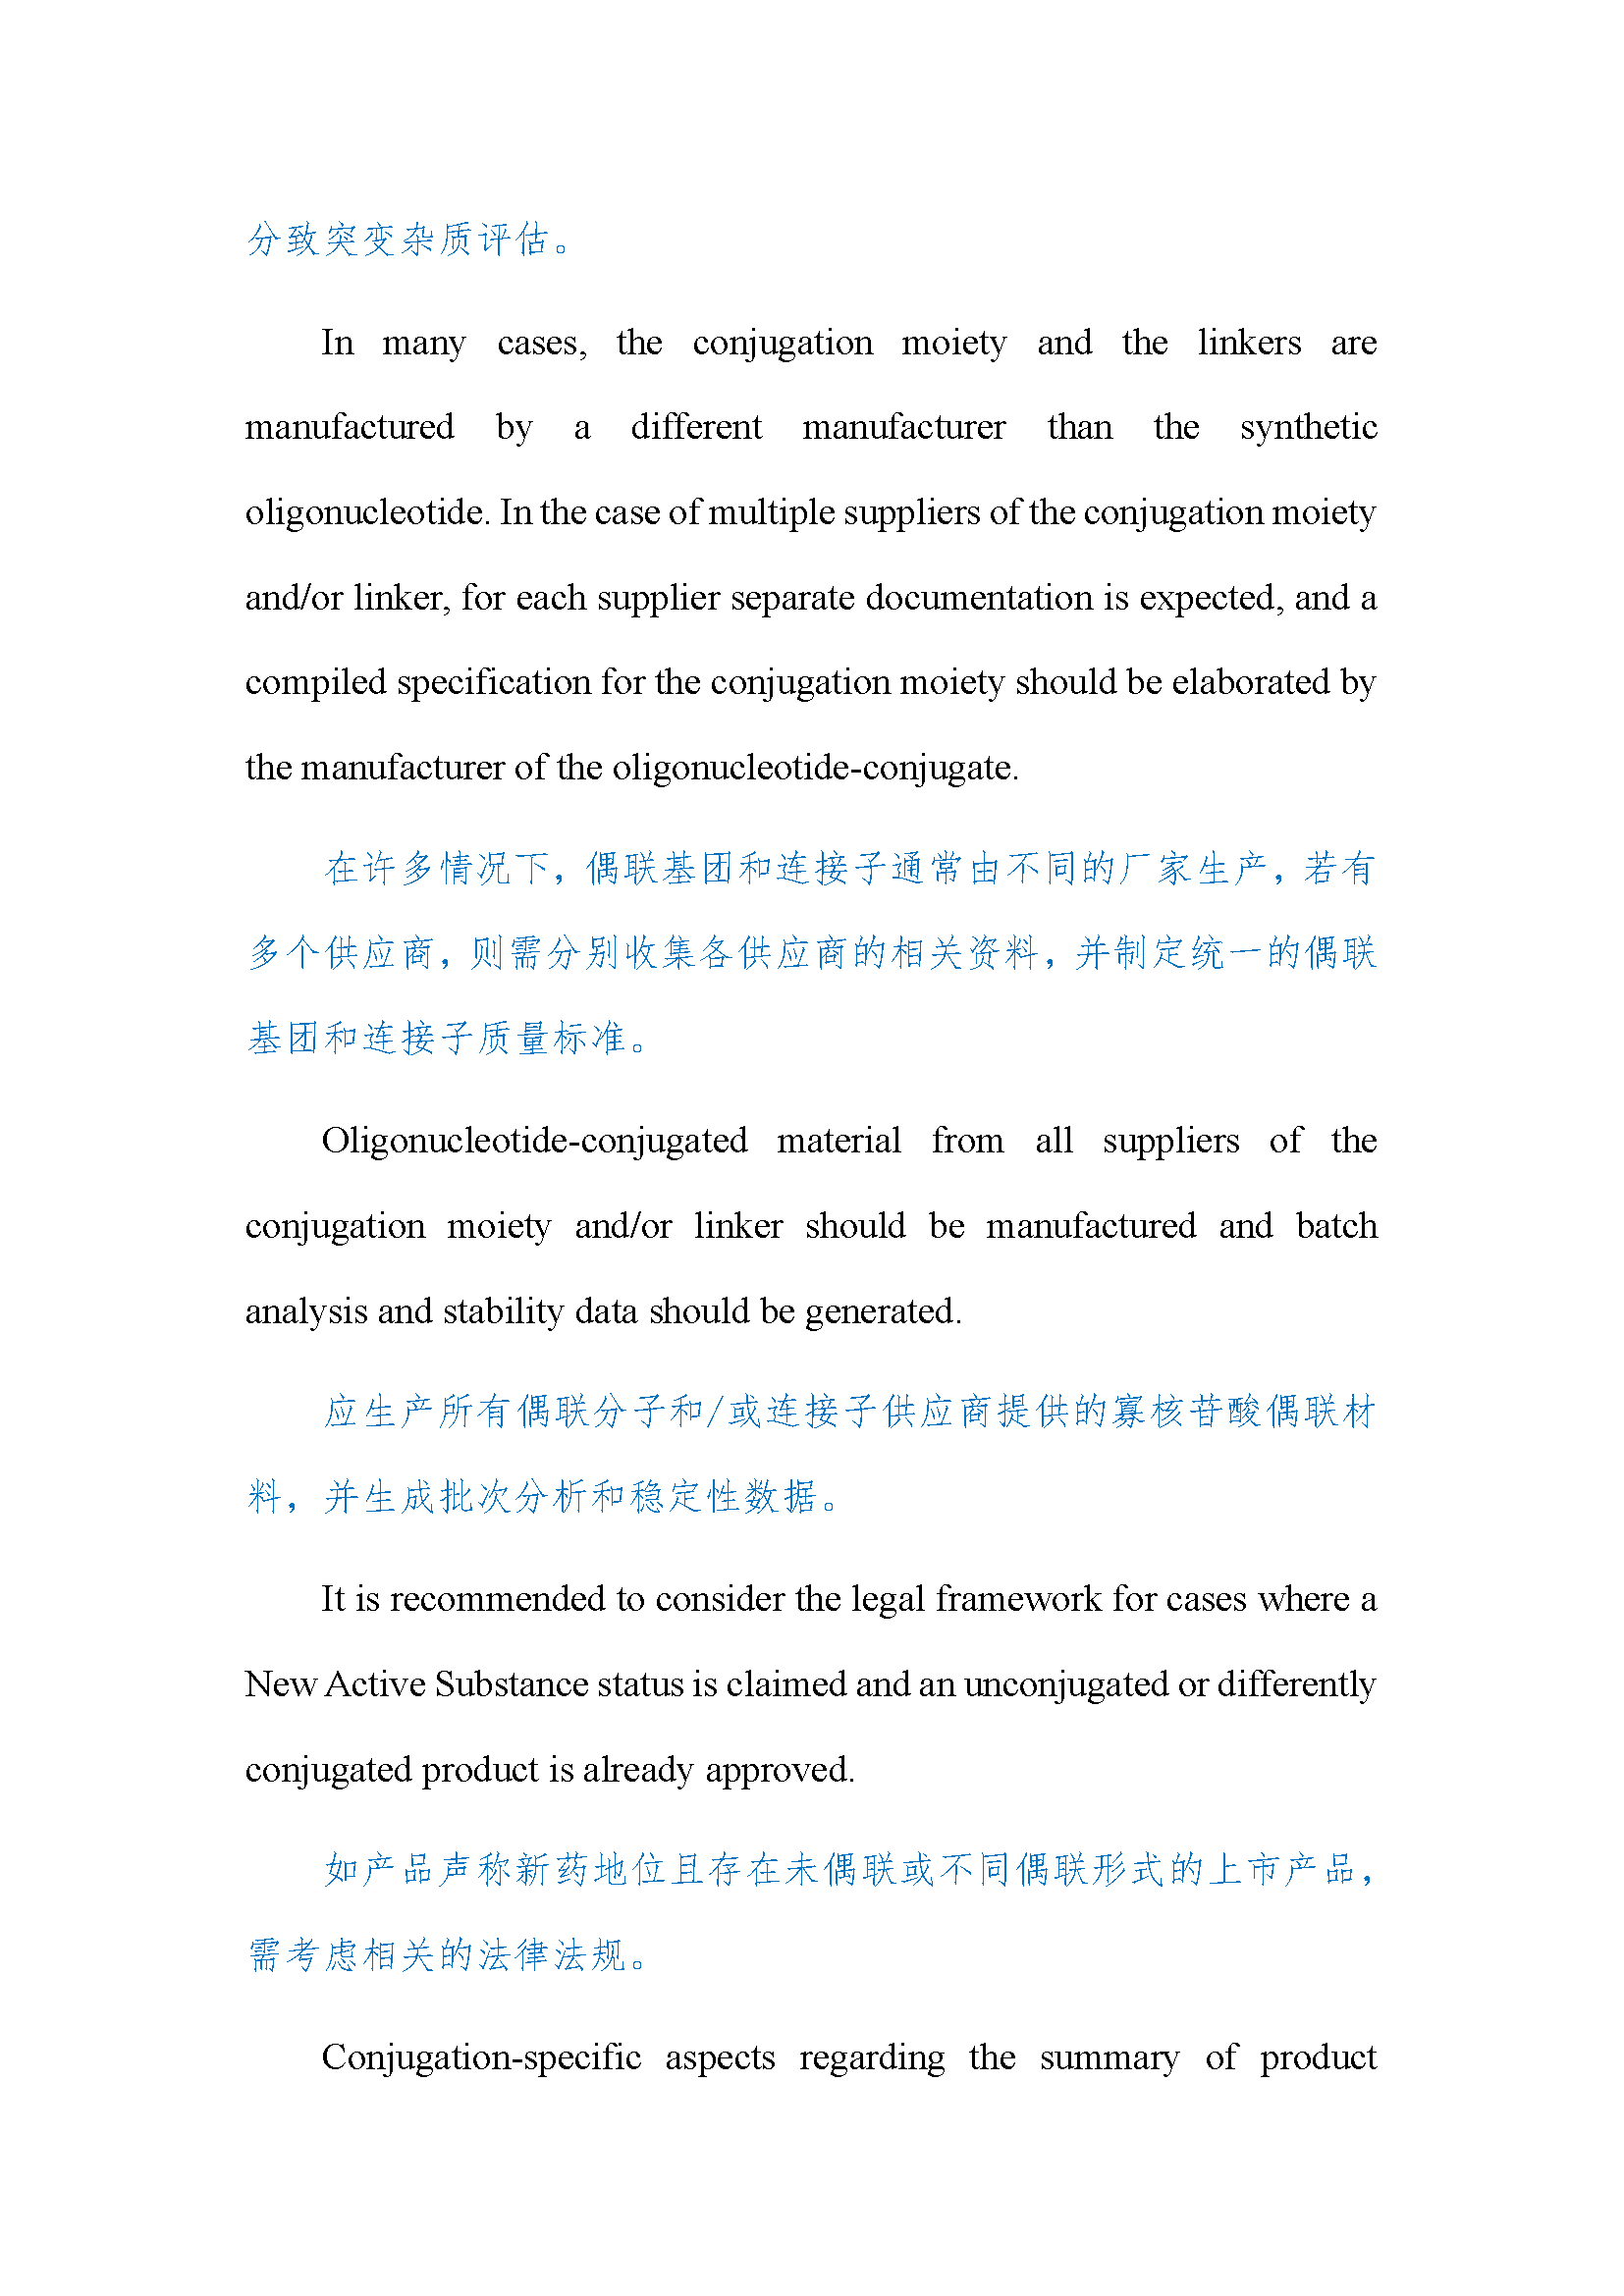 分致突变杂质评估。
In many cases, the conjugation moiety and the linkers are
manufactured by a different manufacturer than the synthetic
oligonucleotide. In the case of multiple suppliers of the conjugation moiety
and/or linker, for each supplier separate documentation is expected, and a
compiled specification for the conjugation moiety should be elaborated by
the manufacturer of the oligonucleotide-conjugate.
在许多情况下，偶联基团和连接子通常由不同的厂家生产，若有
多个供应商，则需分别收集各供应商的相关资料，并制定统一的偶联
基团和连接子质量标准。
Oligonucleotide-conjugated material from all suppliers of the
conjugation moiety and/or linker should be manufactured and batch
analysis and stability data should be generated.
应生产所有偶联分子和/或连接子供应商提供的寡核苷酸偶联材
料，并生成批次分析和稳定性数据。
It is recommended to consider the legal framework for cases where a
New Active Substance status is claimed and an unconjugated or differently
conjugated product is already approved.
如产品声称新药地位且存在未偶联或不同偶联形式的上市产品，
需考虑相关的法律法规。
Conjugation-specific aspects regarding the summary of product